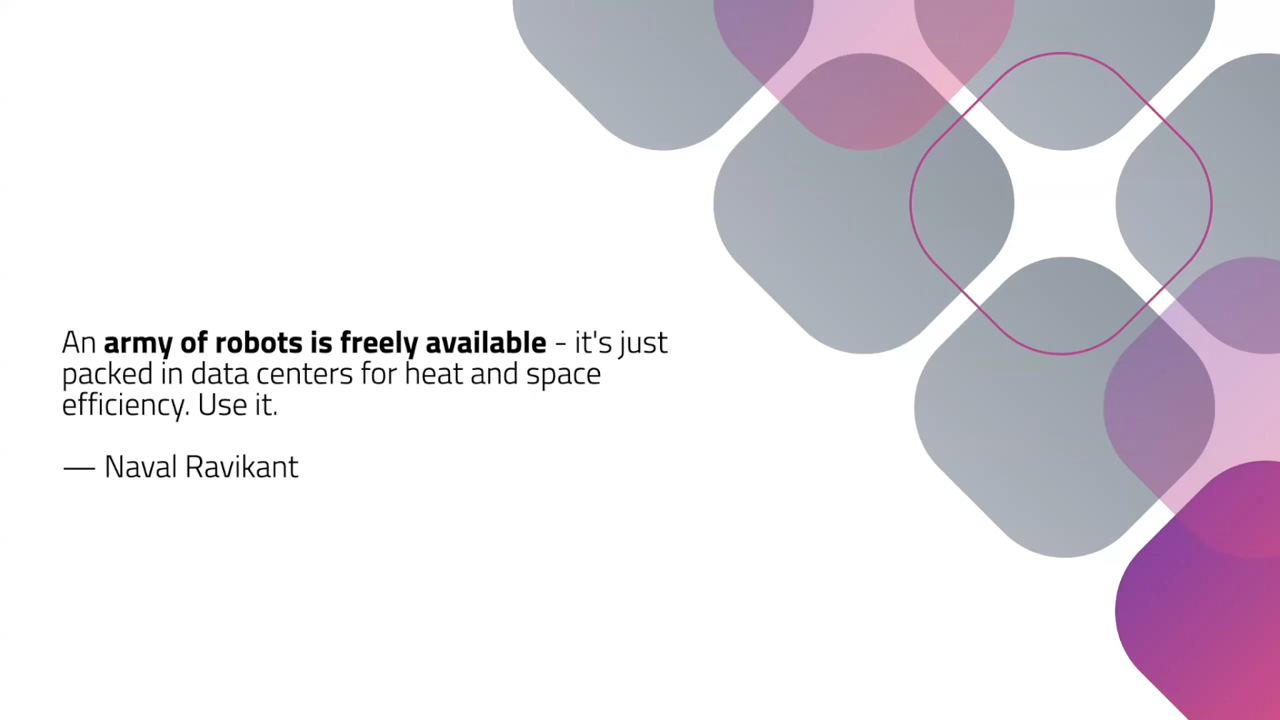 An army of robots is freely available - it's just
packed in data centers for heat and space
efficiency. Use it.
— Naval Ravikant